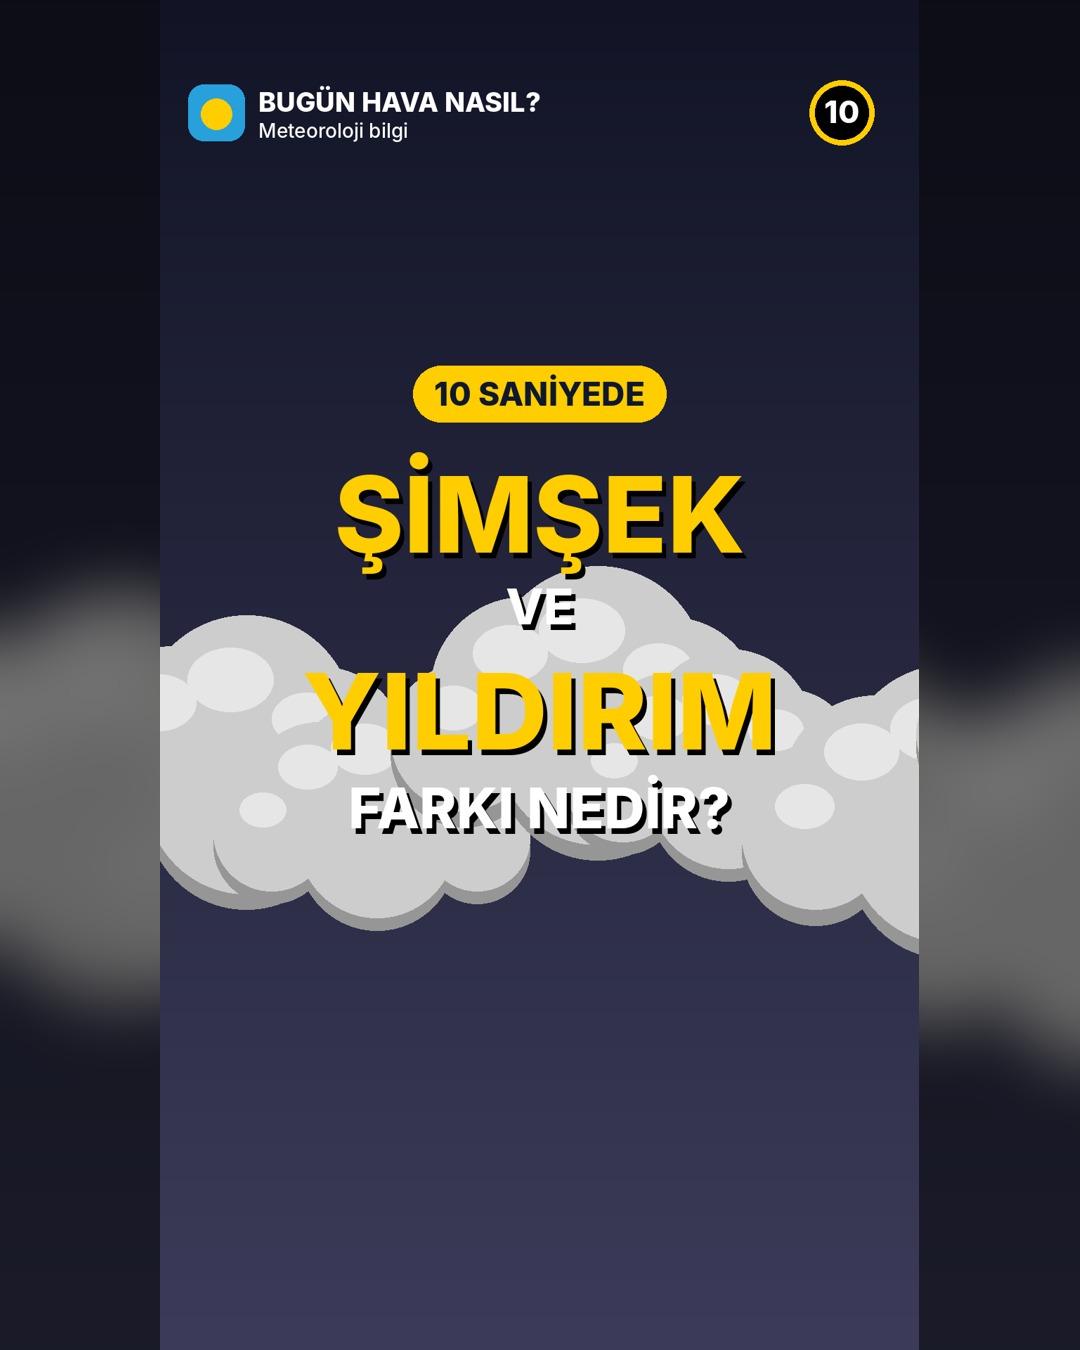 BUGÜN HAVA NASIL?
Meteoroloji bilgi
10
10 SANİYEDE
ŞİMŞEK
VE
YILDIRIM
FARKI NEDİR?